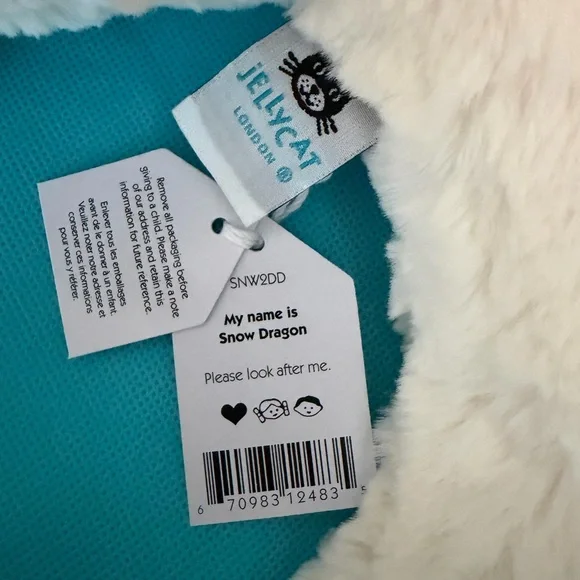 JELLYCAT
LONDON ®
Remove all packaging before
giving to a child. Please make a note
of our address and retain this
information for future reference.
Enlever tous les emballages
avant de le donner à un enfant.
Veuillez noter notre adresse et
conserver ces informations
pour vous y référer.
SNW2DD
My name is
Snow Dragon
Please look after me.
6 70983 12483 5